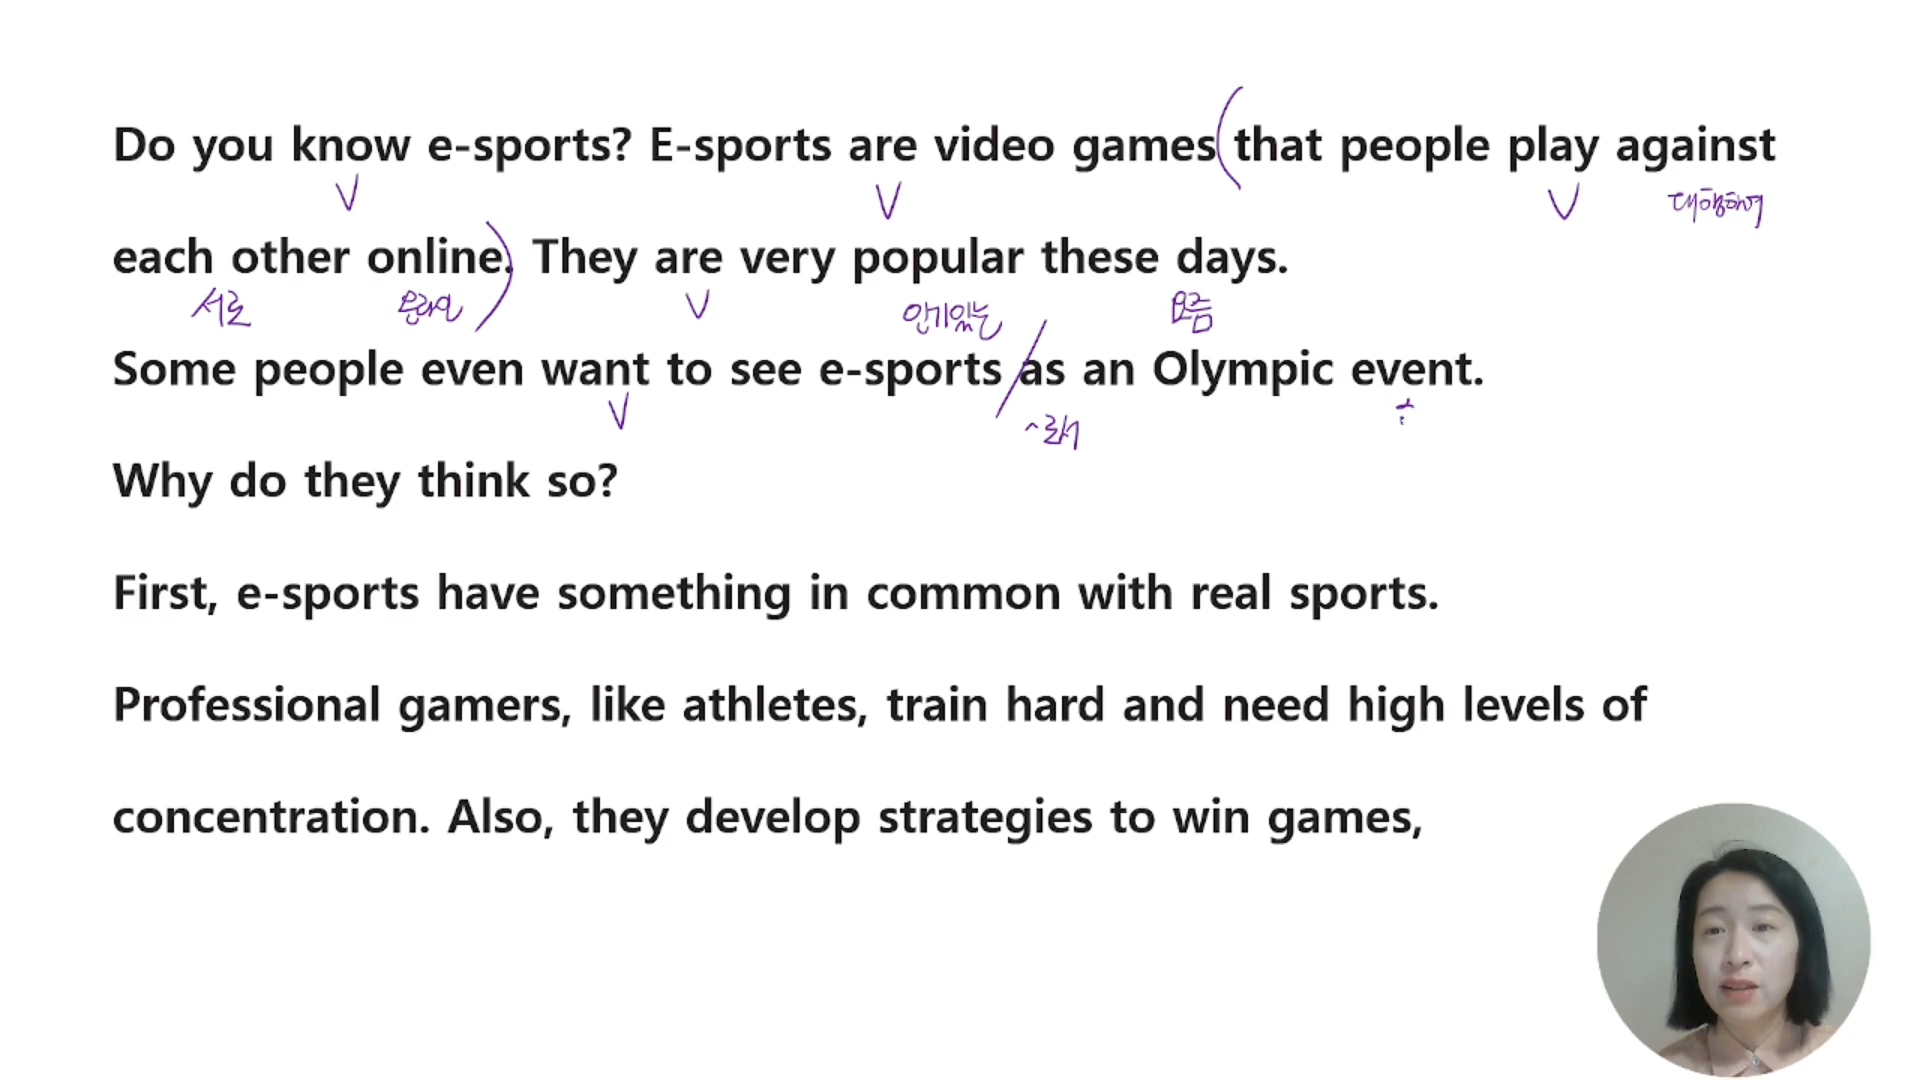 Do you know e-sports? E-sports are video games (that people play against
V V V 대항하여
each other online.) They are very popular these days.
서로 온라인 V 인기있는 요즘
Some people even want to see e-sports / as an Olympic event.
V ~로서
Why do they think so?
First, e-sports have something in common with real sports.
Professional gamers, like athletes, train hard and need high levels of
concentration. Also, they develop strategies to win games,